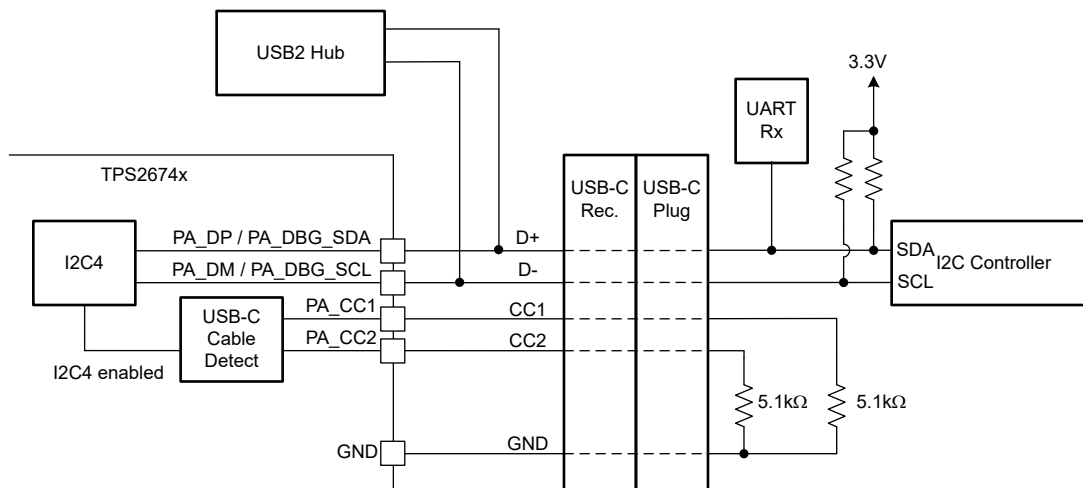 USB2 Hub
3.3V
UART
Rx
TPS2674x
USB-C
Rec.
USB-C
Plug
I2C4
PA_DP / PA_DBG_SDA
D+
SDA
PA_DM / PA_DBG_SCL
D-
SCL
I2C Controller
USB-C
Cable
Detect
PA_CC1
CC1
PA_CC2
CC2
I2C4 enabled
5.1kΩ
5.1kΩ
GND
GND